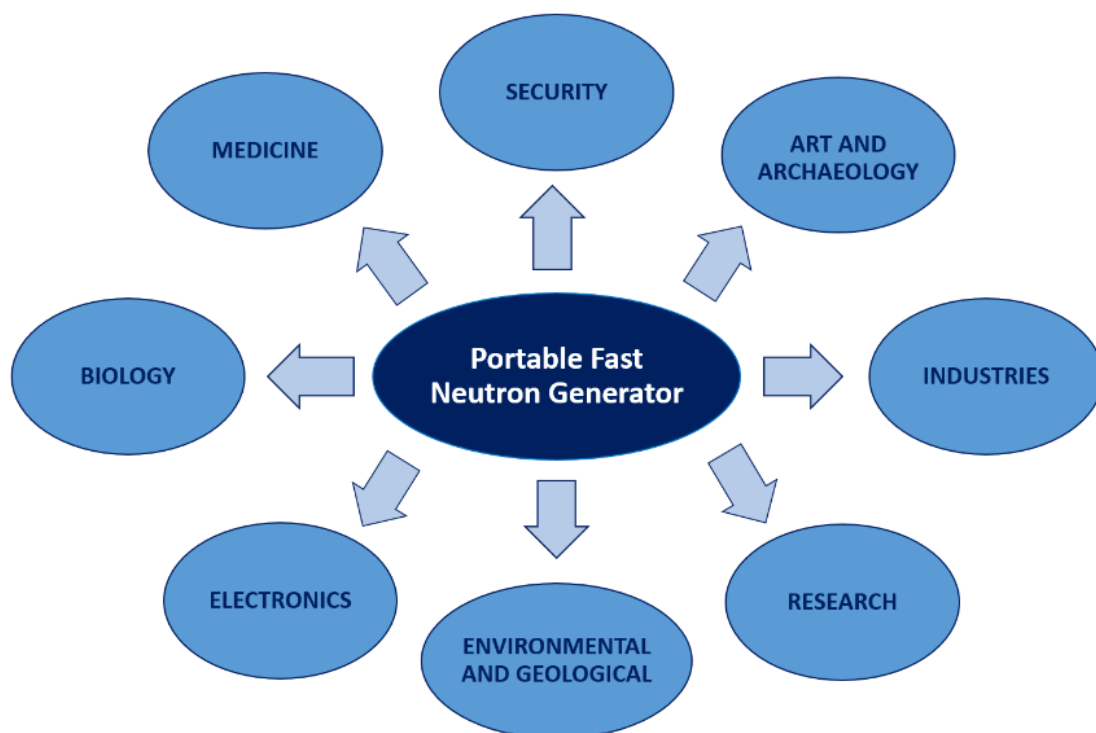 SECURITY
MEDICINE
ART AND
ARCHAEOLOGY
BIOLOGY
Portable Fast
Neutron Generator
INDUSTRIES
ELECTRONICS
ENVIRONMENTAL
AND GEOLOGICAL
RESEARCH